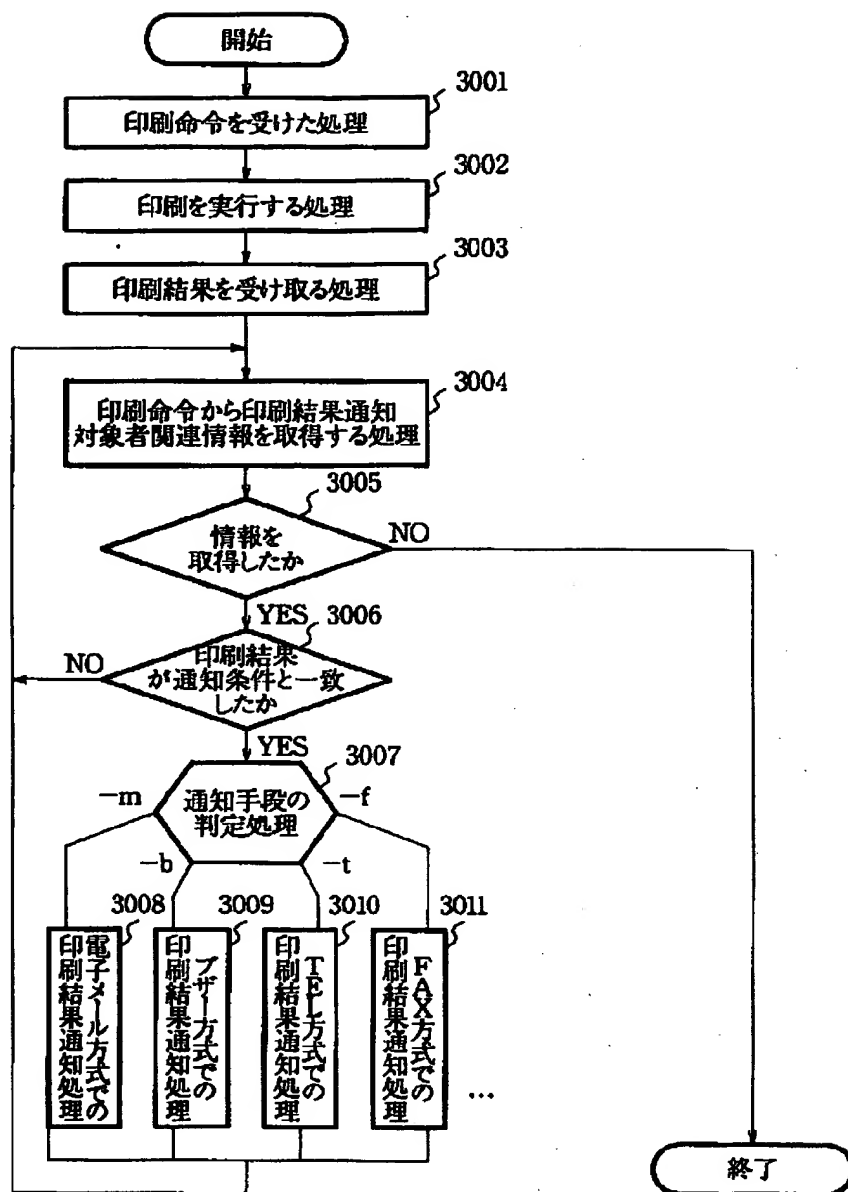 開始
3001
印刷命令を受けた処理
3002
印刷を実行する処理
3003
印刷結果を受け取る処理
3004
印刷命令から印刷結果通知
対象者関連情報を取得する処理
3005
情報を
取得したか
NO
YES
3006
印刷結果
が通知条件と一致
したか
NO
YES
3007
通知手段の
判定処理
-m
-f
-b
-t
3008
電子メール方式での
印刷結果通知処理
3009
ブザー方式での
印刷結果通知処理
3010
TEL方式での
印刷結果通知処理
3011
FAX方式での
印刷結果通知処理
…
終了